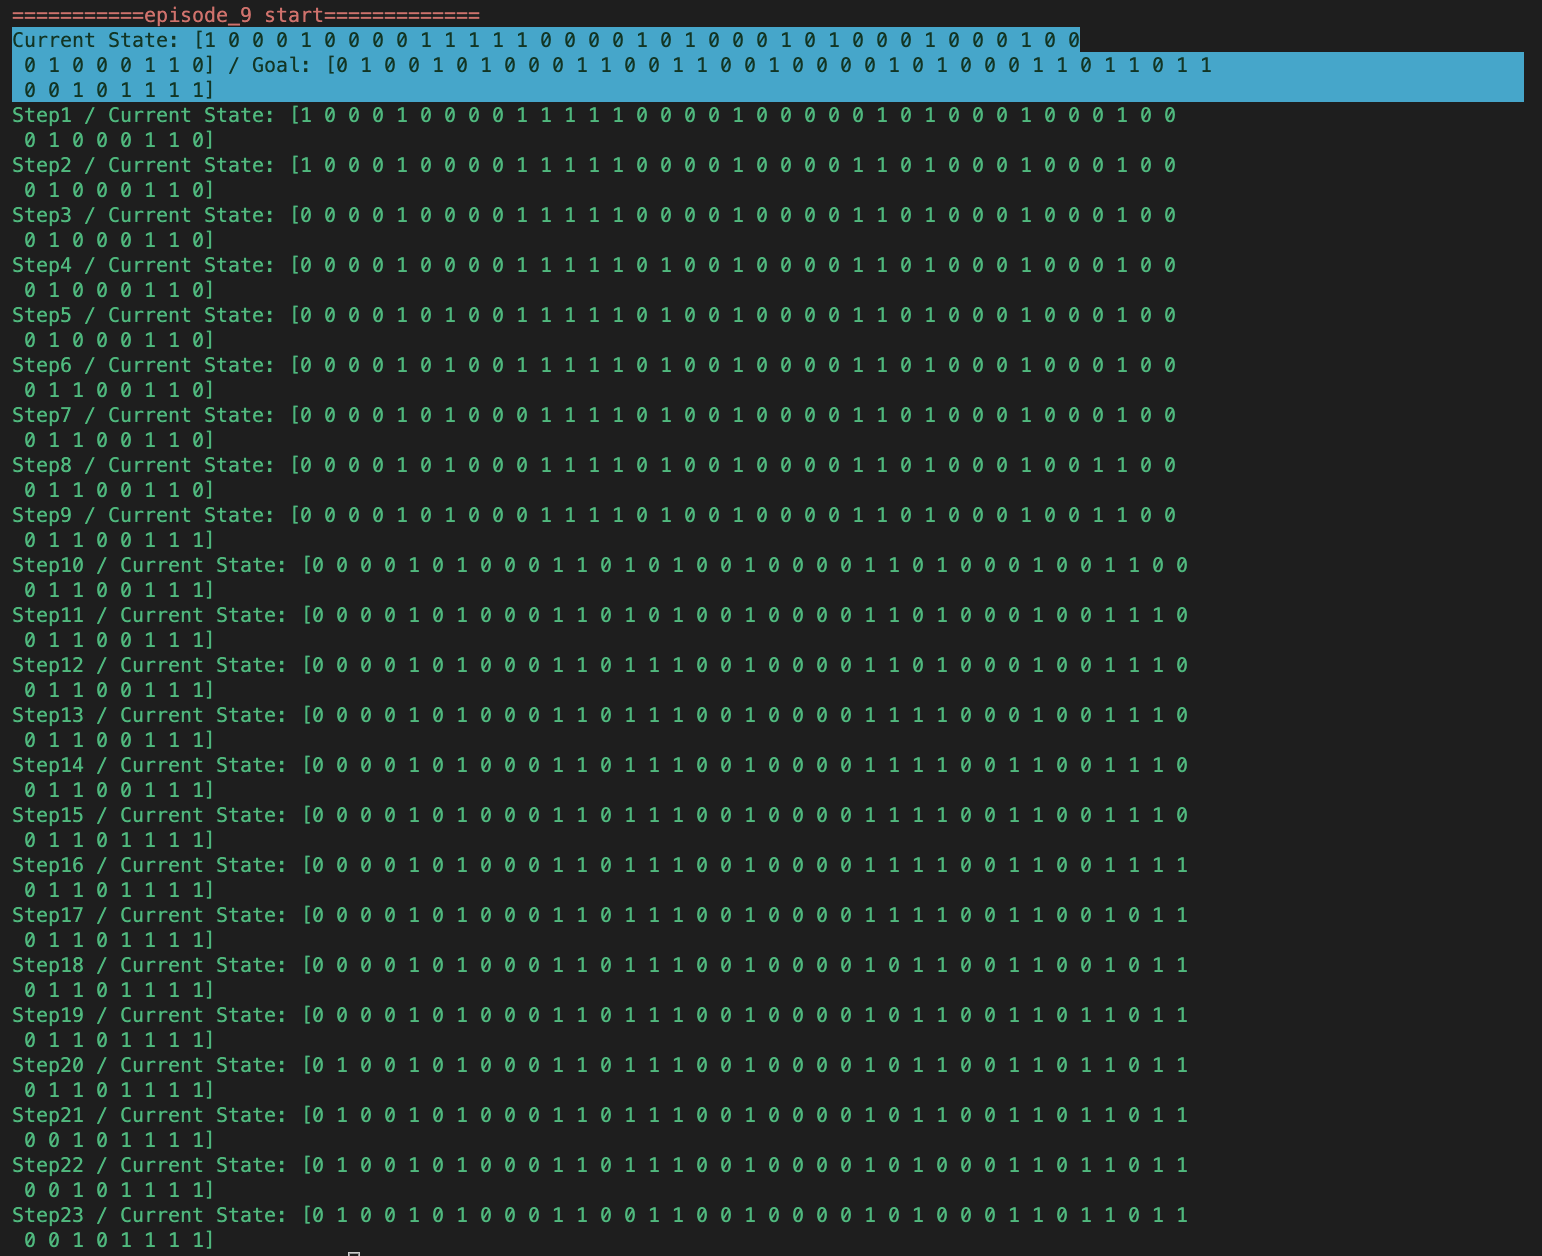 ===========episode_9 start=============
Current State: [1 0 0 0 1 0 0 0 0 1 1 1 1 1 0 0 0 0 1 0 1 0 0 0 1 0 1 0 0 0 1 0 0 0 1 0 0
 0 1 0 0 0 1 1 0] / Goal: [0 1 0 0 1 0 1 0 0 0 1 1 0 0 1 1 0 0 1 0 0 0 0 1 0 1 0 0 0 1 1 0 1 1 0 1 1
 0 0 1 0 1 1 1 1]
Step1 / Current State: [1 0 0 0 1 0 0 0 0 1 1 1 1 1 0 0 0 0 1 0 0 0 0 0 1 0 1 0 0 0 1 0 0 0 1 0 0
 0 1 0 0 0 1 1 0]
Step2 / Current State: [1 0 0 0 1 0 0 0 0 1 1 1 1 1 0 0 0 0 1 0 0 0 0 1 1 0 1 0 0 0 1 0 0 0 1 0 0
 0 1 0 0 0 1 1 0]
Step3 / Current State: [0 0 0 0 1 0 0 0 0 1 1 1 1 1 0 0 0 0 1 0 0 0 0 1 1 0 1 0 0 0 1 0 0 0 1 0 0
 0 1 0 0 0 1 1 0]
Step4 / Current State: [0 0 0 0 1 0 0 0 0 1 1 1 1 1 0 1 0 0 1 0 0 0 0 1 1 0 1 0 0 0 1 0 0 0 1 0 0
 0 1 0 0 0 1 1 0]
Step5 / Current State: [0 0 0 0 1 0 1 0 0 1 1 1 1 1 0 1 0 0 1 0 0 0 0 1 1 0 1 0 0 0 1 0 0 0 1 0 0
 0 1 0 0 0 1 1 0]
Step6 / Current State: [0 0 0 0 1 0 1 0 0 1 1 1 1 1 0 1 0 0 1 0 0 0 0 1 1 0 1 0 0 0 1 0 0 0 1 0 0
 0 1 1 0 0 1 1 0]
Step7 / Current State: [0 0 0 0 1 0 1 0 0 0 1 1 1 1 0 1 0 0 1 0 0 0 0 1 1 0 1 0 0 0 1 0 0 0 1 0 0
 0 1 1 0 0 1 1 0]
Step8 / Current State: [0 0 0 0 1 0 1 0 0 0 1 1 1 1 0 1 0 0 1 0 0 0 0 1 1 0 1 0 0 0 1 0 0 1 1 0 0
 0 1 1 0 0 1 1 0]
Step9 / Current State: [0 0 0 0 1 0 1 0 0 0 1 1 1 1 0 1 0 0 1 0 0 0 0 1 1 0 1 0 0 0 1 0 0 1 1 0 0
 0 1 1 0 0 1 1 1]
Step10 / Current State: [0 0 0 0 1 0 1 0 0 0 1 1 0 1 0 1 0 0 1 0 0 0 0 1 1 0 1 0 0 0 1 0 0 1 1 0 0
 0 1 1 0 0 1 1 1]
Step11 / Current State: [0 0 0 0 1 0 1 0 0 0 1 1 0 1 0 1 0 0 1 0 0 0 0 1 1 0 1 0 0 0 1 0 0 1 1 1 0
 0 1 1 0 0 1 1 1]
Step12 / Current State: [0 0 0 0 1 0 1 0 0 0 1 1 0 1 1 1 0 0 1 0 0 0 0 1 1 0 1 0 0 0 1 0 0 1 1 1 0
 0 1 1 0 0 1 1 1]
Step13 / Current State: [0 0 0 0 1 0 1 0 0 0 1 1 0 1 1 1 0 0 1 0 0 0 0 1 1 1 1 0 0 0 1 0 0 1 1 1 0
 0 1 1 0 0 1 1 1]
Step14 / Current State: [0 0 0 0 1 0 1 0 0 0 1 1 0 1 1 1 0 0 1 0 0 0 0 1 1 1 1 0 0 1 1 0 0 1 1 1 0
 0 1 1 0 0 1 1 1]
Step15 / Current State: [0 0 0 0 1 0 1 0 0 0 1 1 0 1 1 1 0 0 1 0 0 0 0 1 1 1 1 0 0 1 1 0 0 1 1 1 0
 0 1 1 0 1 1 1 1]
Step16 / Current State: [0 0 0 0 1 0 1 0 0 0 1 1 0 1 1 1 0 0 1 0 0 0 0 1 1 1 1 0 0 1 1 0 0 1 1 1 1
 0 1 1 0 1 1 1 1]
Step17 / Current State: [0 0 0 0 1 0 1 0 0 0 1 1 0 1 1 1 0 0 1 0 0 0 0 1 1 1 1 0 0 1 1 0 0 1 0 1 1
 0 1 1 0 1 1 1 1]
Step18 / Current State: [0 0 0 0 1 0 1 0 0 0 1 1 0 1 1 1 0 0 1 0 0 0 0 1 0 1 1 0 0 1 1 0 0 1 0 1 1
 0 1 1 0 1 1 1 1]
Step19 / Current State: [0 0 0 0 1 0 1 0 0 0 1 1 0 1 1 1 0 0 1 0 0 0 0 1 0 1 1 0 0 1 1 0 1 1 0 1 1
 0 1 1 0 1 1 1 1]
Step20 / Current State: [0 1 0 0 1 0 1 0 0 0 1 1 0 1 1 1 0 0 1 0 0 0 0 1 0 1 1 0 0 1 1 0 1 1 0 1 1
 0 1 1 0 1 1 1 1]
Step21 / Current State: [0 1 0 0 1 0 1 0 0 0 1 1 0 1 1 1 0 0 1 0 0 0 0 1 0 1 1 0 0 1 1 0 1 1 0 1 1
 0 0 1 0 1 1 1 1]
Step22 / Current State: [0 1 0 0 1 0 1 0 0 0 1 1 0 1 1 1 0 0 1 0 0 0 0 1 0 1 0 0 0 1 1 0 1 1 0 1 1
 0 0 1 0 1 1 1 1]
Step23 / Current State: [0 1 0 0 1 0 1 0 0 0 1 1 0 0 1 1 0 0 1 0 0 0 0 1 0 1 0 0 0 1 1 0 1 1 0 1 1
 0 0 1 0 1 1 1 1]